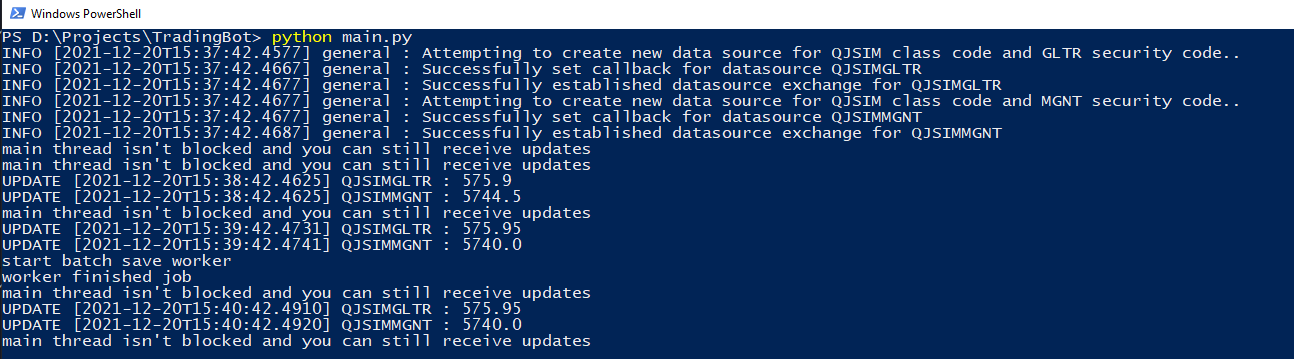 Windows PowerShell
PS D:\Projects\TradingBot> python main.py
INFO [2021-12-20T15:37:42.4577] general : Attempting to create new data source for QJSIM class code and GLTR security code..
INFO [2021-12-20T15:37:42.4667] general : Successfully set callback for datasource QJSIMGLTR
INFO [2021-12-20T15:37:42.4677] general : Successfully established datasource exchange for QJSIMGLTR
INFO [2021-12-20T15:37:42.4677] general : Attempting to create new data source for QJSIM class code and MGNT security code..
INFO [2021-12-20T15:37:42.4677] general : Successfully set callback for datasource QJSIMMGNT
INFO [2021-12-20T15:37:42.4687] general : Successfully established datasource exchange for QJSIMMGNT
main thread isn't blocked and you can still receive updates
main thread isn't blocked and you can still receive updates
UPDATE [2021-12-20T15:38:42.4625] QJSIMGLTR : 575.9
UPDATE [2021-12-20T15:38:42.4625] QJSIMMGNT : 5744.5
main thread isn't blocked and you can still receive updates
UPDATE [2021-12-20T15:39:42.4731] QJSIMGLTR : 575.95
UPDATE [2021-12-20T15:39:42.4741] QJSIMMGNT : 5740.0
start batch save worker
worker finished job
main thread isn't blocked and you can still receive updates
UPDATE [2021-12-20T15:40:42.4910] QJSIMGLTR : 575.95
UPDATE [2021-12-20T15:40:42.4920] QJSIMMGNT : 5740.0
main thread isn't blocked and you can still receive updates